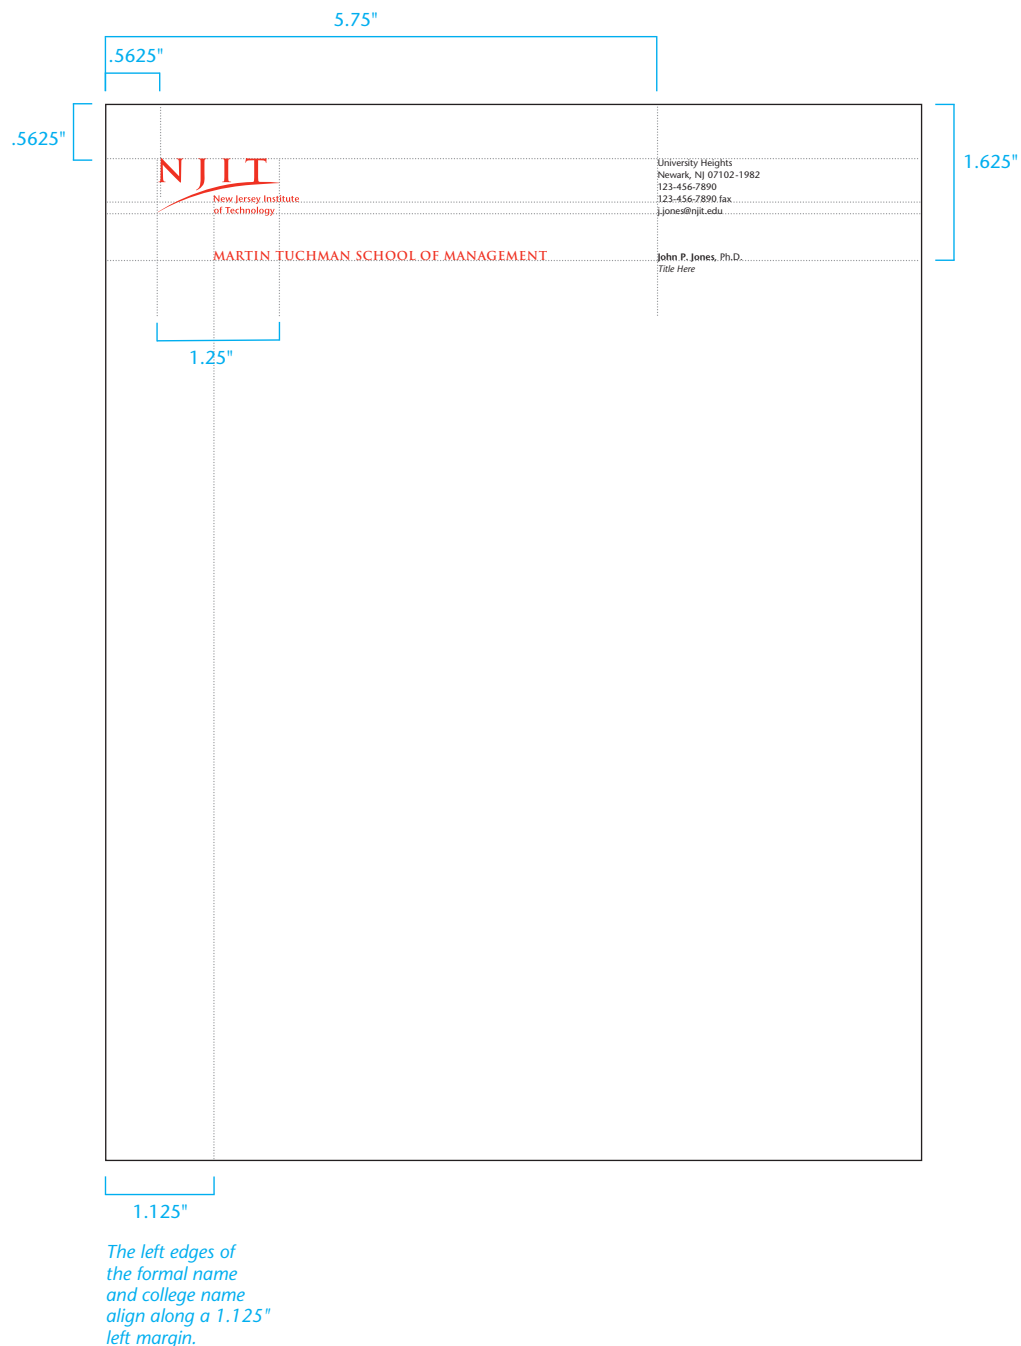 5.75"
.5625"
.5625"
1.625"
NJIT
New Jersey Institute
of Technology
University Heights
Newark, NJ 07102-1982
123-456-7890
123-456-7890 fax
j.jones@njit.edu
MARTIN TUCHMAN SCHOOL OF MANAGEMENT
John P. Jones, Ph.D.
Title Here
1.25"
1.125"
The left edges of
the formal name
and college name
align along a 1.125"
left margin.